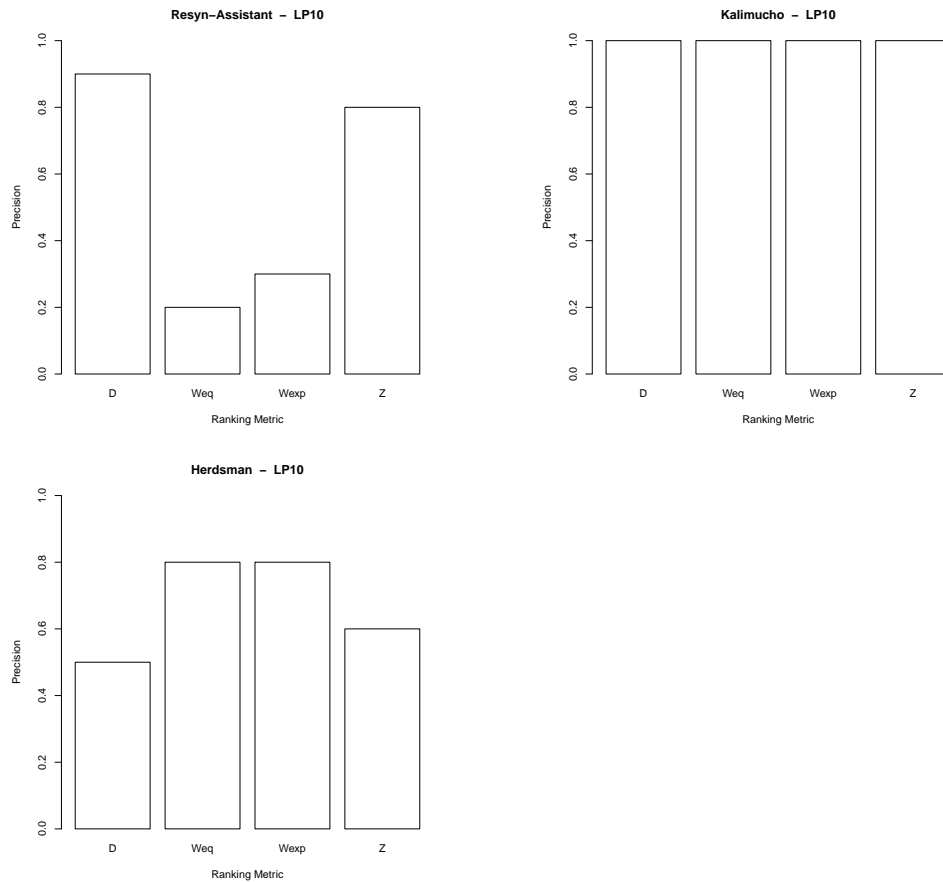 Resyn−Assistant − LP10
1.0
0.8
0.6
0.4
0.2
0.0
Precision
D Weq Wexp Z
Ranking Metric
Kalimucho − LP10
1.0
0.8
0.6
0.4
0.2
0.0
Precision
D Weq Wexp Z
Ranking Metric
Herdsman − LP10
1.0
0.8
0.6
0.4
0.2
0.0
Precision
D Weq Wexp Z
Ranking Metric